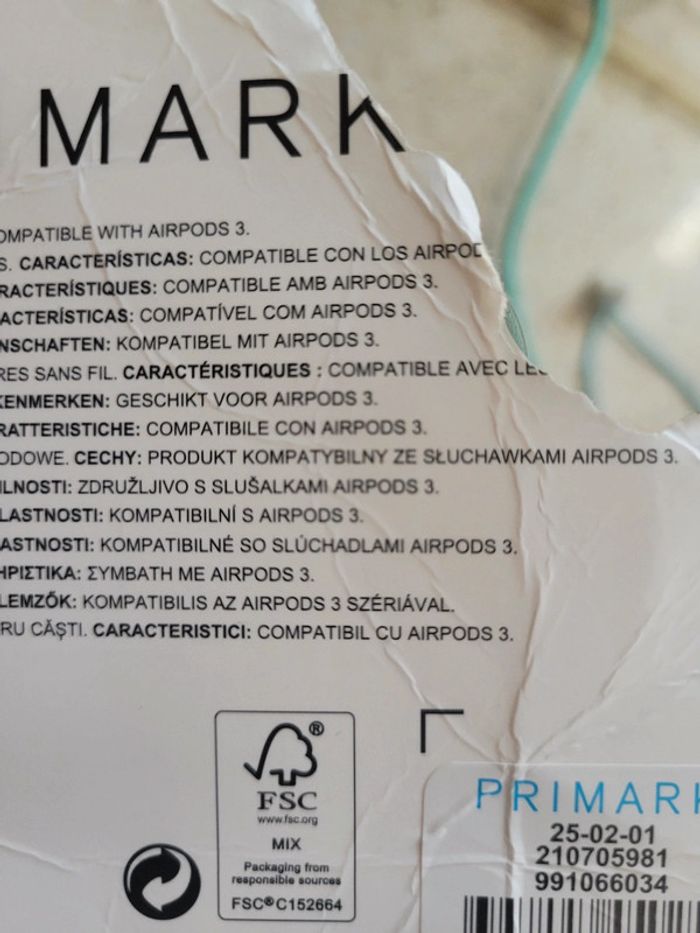 MARK
OMPATIBLE WITH AIRPODS 3.
S. CARACTERÍSTICAS: COMPATIBLE CON LOS AIRPOD
RACTERÍSTIQUES: COMPATIBLE AMB AIRPODS 3.
ACTERÍSTICAS: COMPATÍVEL COM AIRPODS 3.
NSCHAFTEN: KOMPATIBEL MIT AIRPODS 3.
RES SANS FIL. CARACTÉRISTIQUES : COMPATIBLE AVEC LES
KENMERKEN: GESCHIKT VOOR AIRPODS 3.
RATTERISTICHE: COMPATIBILE CON AIRPODS 3.
ODOWE. CECHY: PRODUKT KOMPATYBILNY ZE SŁUCHAWKAMI AIRPODS 3.
ILNOSTI: ZDRUŽLJIVO S SLUŠALKAMI AIRPODS 3.
LASTNOSTI: KOMPATIBILNÍ S AIRPODS 3.
ASTNOSTI: KOMPATIBILNÉ SO SLÚCHADLAMI AIRPODS 3.
ΗΡΙΣΤΙΚΑ: ΣΥΜΒΑΤΗ ΜΕ AIRPODS 3.
LEMZŐK: KOMPATIBILIS AZ AIRPODS 3 SZÉRIÁVAL.
RU CĂȘTI. CARACTERISTICI: COMPATIBIL CU AIRPODS 3.
®
FSC
www.fsc.org
MIX
Packaging from
responsible sources
FSC® C152664
PRIMARK
25-02-01
210705981
991066034